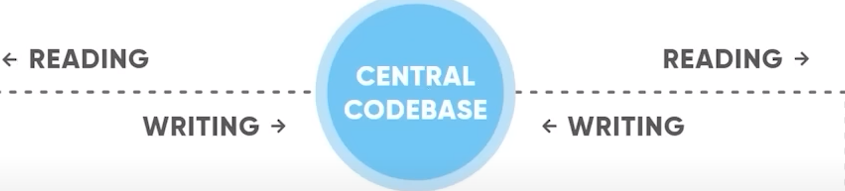 ← READING
READING →
CENTRAL
CODEBASE
WRITING →
← WRITING